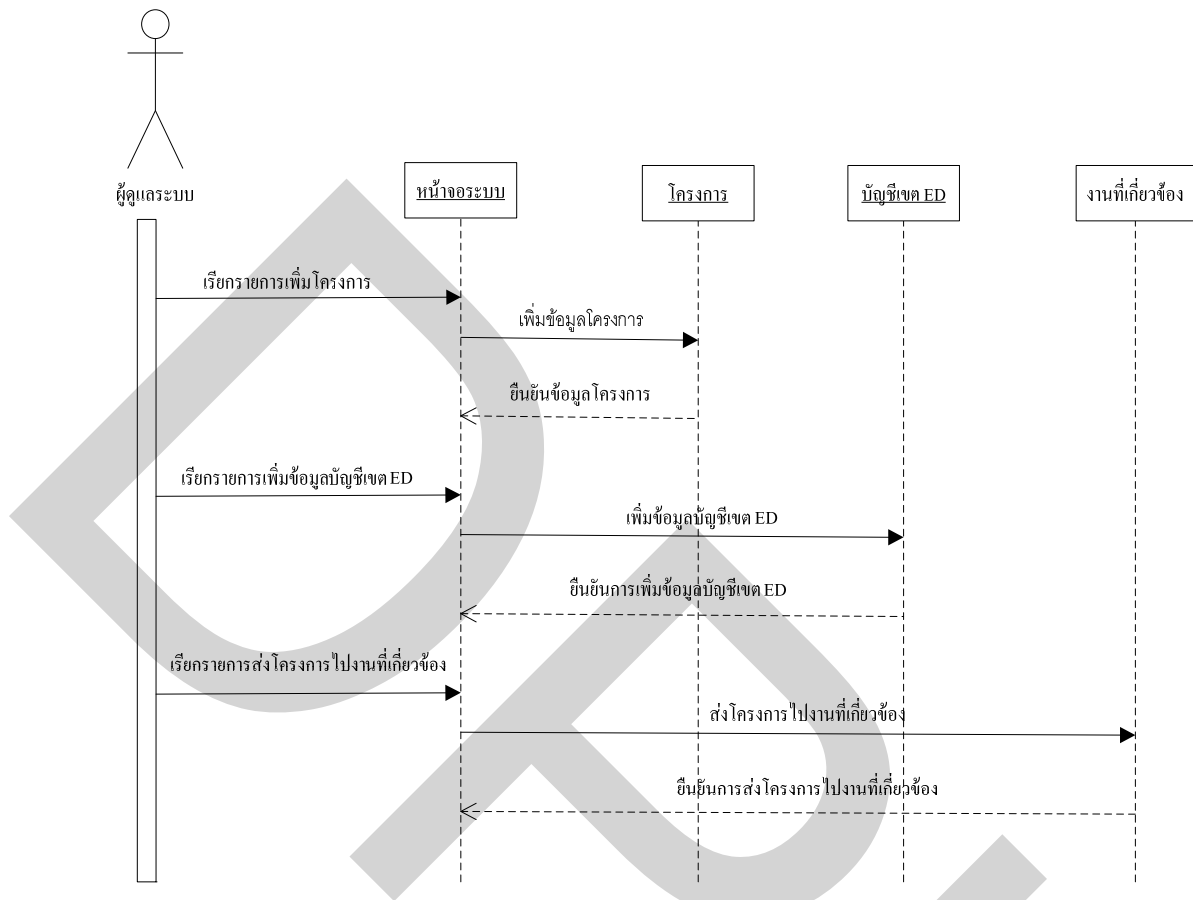 ผู้ดูแลระบบ
หน้าจอระบบ
โครงการ
บัญชีเขต ED
งานที่เกี่ยวข้อง
เรียกรายการเพิ่มโครงการ
เพิ่มข้อมูลโครงการ
ยืนยันข้อมูลโครงการ
เรียกรายการเพิ่มข้อมูลบัญชีเขต ED
เพิ่มข้อมูลบัญชีเขต ED
ยืนยันการเพิ่มข้อมูลบัญชีเขต ED
เรียกรายการส่งโครงการไปงานที่เกี่ยวข้อง
ส่งโครงการไปงานที่เกี่ยวข้อง
ยืนยันการส่งโครงการไปงานที่เกี่ยวข้อง